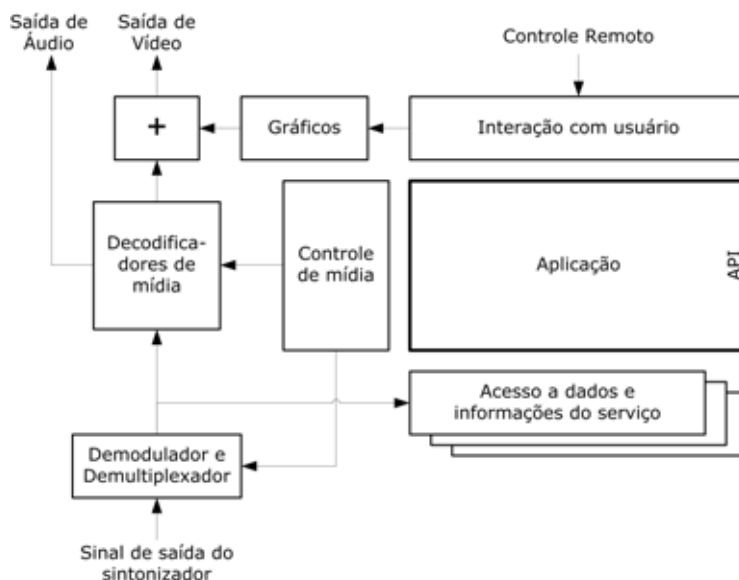 Saída de
Áudio
Saída de
Vídeo
Controle Remoto
+
Gráficos
Interação com usuário
Decodifica-
dores de
mídia
Controle
de mídia
Aplicação
API
Acesso a dados e
informações do serviço
Demodulador e
Demultiplexador
Sinal de saída do
sintonizador